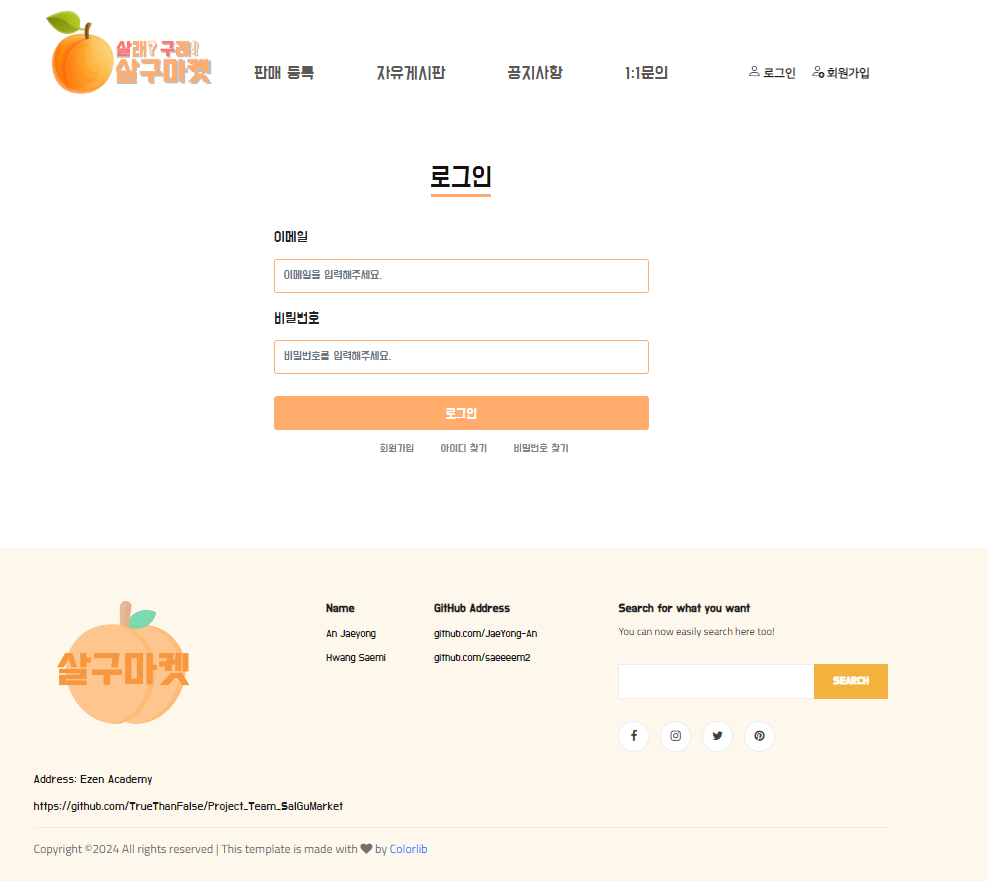 살래? 구래!
살구마켓
판매 등록
자유게시판
공지사항
1:1문의
로그인
회원가입
로그인
이메일
이메일을 입력해주세요.
비밀번호
비밀번호를 입력해주세요.
로그인
회원가입 아이디 찾기 비밀번호 찾기
살구마켓
Name
An Jaeyong
Hwang Saemi
GitHub Address
github.com/JaeYong-An
github.com/saeeeem2
Search for what you want
You can now easily search here too!
SEARCH
Address: Ezen Academy
https://github.com/TrueThanFalse/Project_Team_SalGuMarket
Copyright ©2024 All rights reserved | This template is made with ♥ by Colorlib